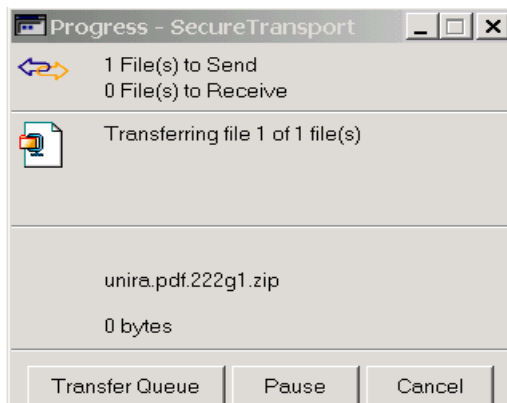 Progress - SecureTransport
1 File(s) to Send
0 File(s) to Receive
Transferring file 1 of 1 file(s)
unira.pdf.222g1.zip
0 bytes
Transfer Queue
Pause
Cancel